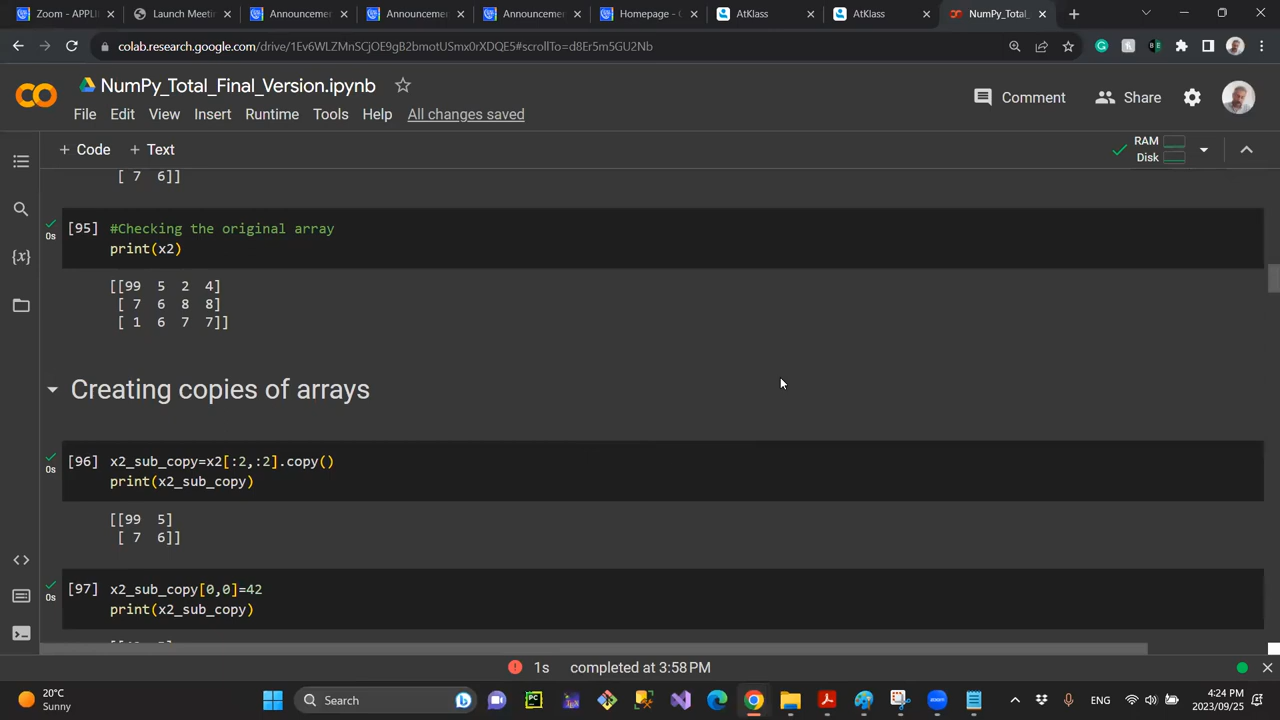 Zoom - APPLI
Launch Meeti
Announceme
Announceme
Announceme
Homepage - C
AtKlass
AtKlass
NumPy_Total_
colab.research.google.com/drive/1Ev6WLZMnSCjOE9gB2bmotUSmx0rXDQE5#scrollTo=d8Er5m5GU2Nb
NumPy_Total_Final_Version.ipynb
Comment
Share
File Edit View Insert Runtime Tools Help All changes saved
+ Code + Text
RAM
Disk
[ 7 6]]
[95] #Checking the original array
0s
print(x2)
[[99 5 2 4]
[ 7 6 8 8]
[ 1 6 7 7]]
Creating copies of arrays
[96] x2_sub_copy=x2[:2,:2].copy()
0s
print(x2_sub_copy)
[[99 5]
[ 7 6]]
[97] x2_sub_copy[0,0]=42
0s
print(x2_sub_copy)
1s completed at 3:58 PM
20°C
Sunny
Search
ENG
4:24 PM
2023/09/25